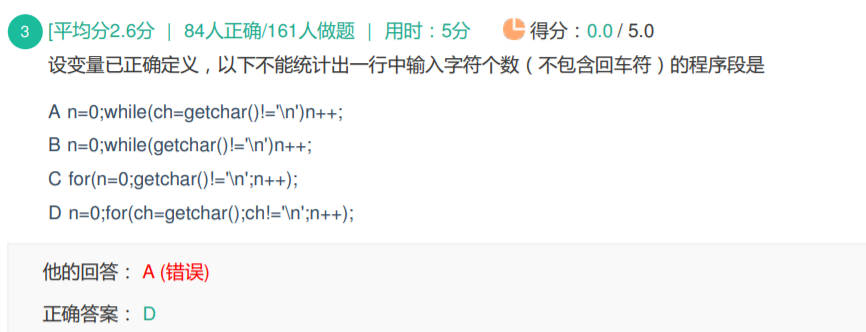 3 [平均分2.6分 | 84人正确/161人做题 | 用时：5分 得分：0.0 / 5.0
设变量已正确定义，以下不能统计出一行中输入字符个数（不包含回车符）的程序段是
A n=0;while(ch=getchar()!='\n')n++;
B n=0;while(getchar()!='\n')n++;
C for(n=0;getchar()!='\n';n++);
D n=0;for(ch=getchar();ch!='\n';n++);
他的回答： A (错误)
正确答案： D